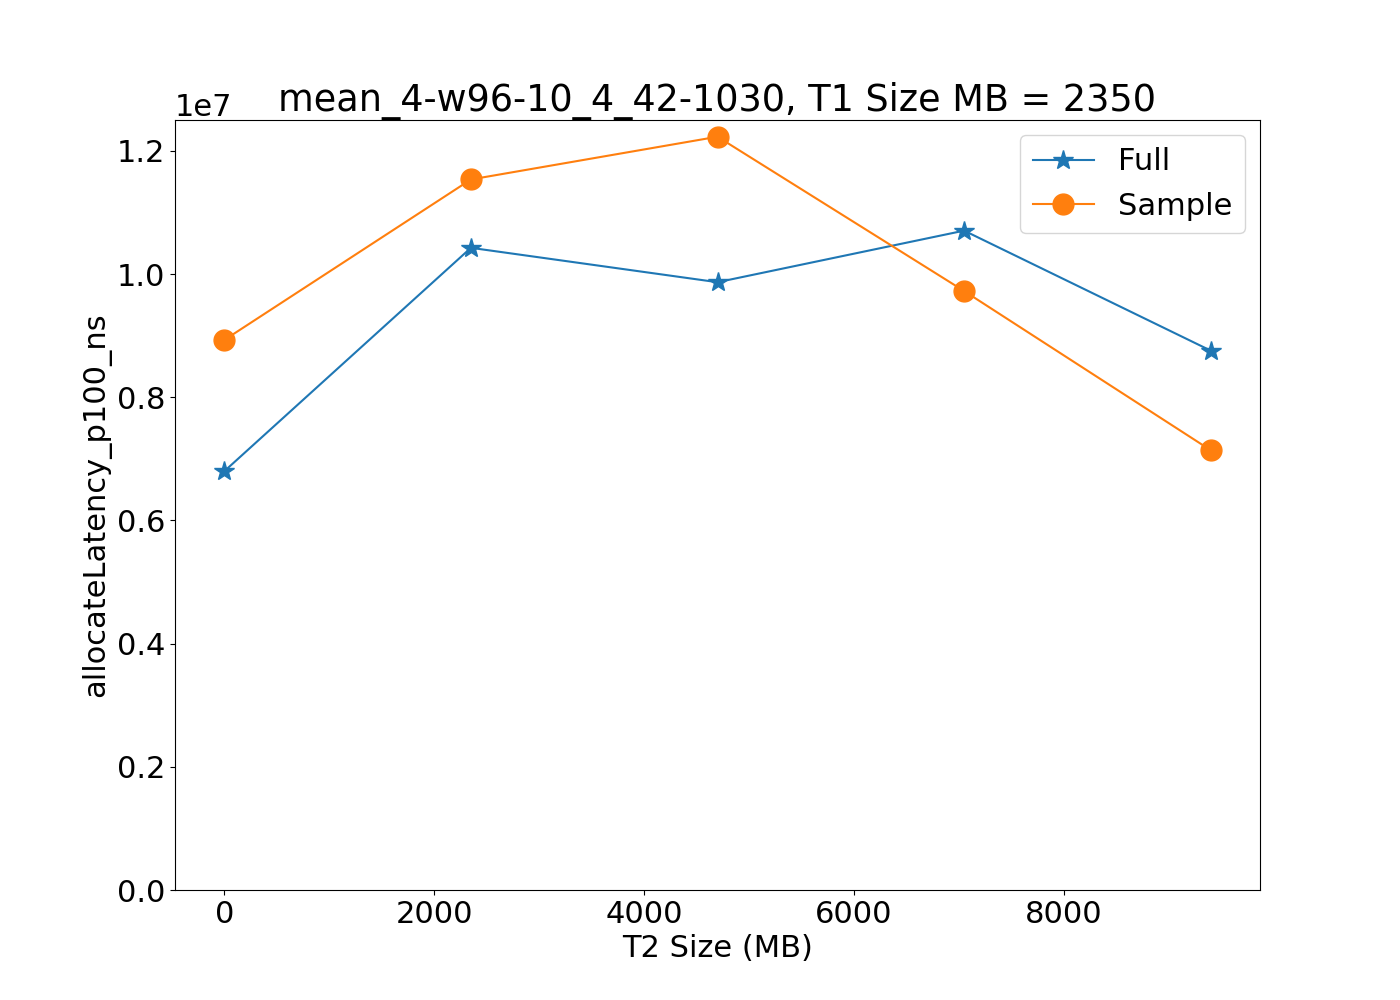 1e7
mean_4-w96-10_4_42-1030, T1 Size MB = 2350
Full
Sample
1.2
1.0
0.8
0.6
0.4
0.2
0.0
allocateLatency_p100_ns
0 2000 4000 6000 8000
T2 Size (MB)